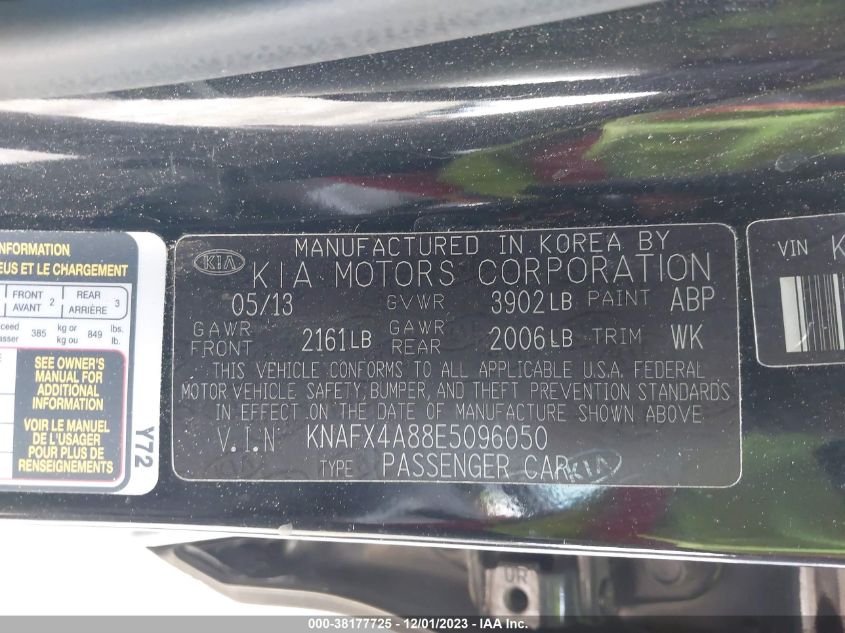 INFORMATION
EUS ET LE CHARGEMENT
FRONT 2 REAR 3
AVANT ARRIÈRE
385 kg or 849 lbs.
kg ou lb.
SEE OWNER'S
MANUAL FOR
ADDITIONAL
INFORMATION
VOIR LE MANUEL
DE L'USAGER
POUR PLUS DE
RENSEIGNEMENTS
Y72
KIA
MANUFACTURED IN KOREA BY
KIA MOTORS CORPORATION
05/13 GVWR 3902LB PAINT ABP
GAWR FRONT 2161LB GAWR REAR 2006LB TRIM WK
THIS VEHICLE CONFORMS TO ALL APPLICABLE U.S.A. FEDERAL
MOTOR VEHICLE SAFETY, BUMPER, AND THEFT PREVENTION STANDARDS
IN EFFECT ON THE DATE OF MANUFACTURE SHOWN ABOVE
V.I.N KNAFX4A88E5096050
TYPE PASSENGER CAR
KIA
VIN K
000-38177725 - 12/01/2023 - IAA Inc.